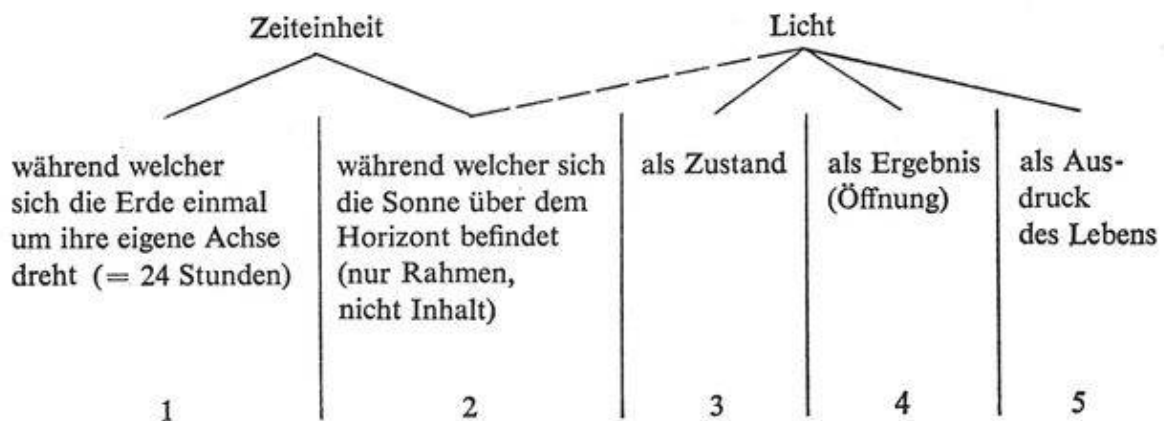 Zeiteinheit
Licht
während welcher
sich die Erde einmal
um ihre eigene Achse
dreht (= 24 Stunden)
während welcher sich
die Sonne über dem
Horizont befindet
(nur Rahmen,
nicht Inhalt)
als Zustand
als Ergebnis
(Öffnung)
als Aus-
druck
des Lebens
1
2
3
4
5